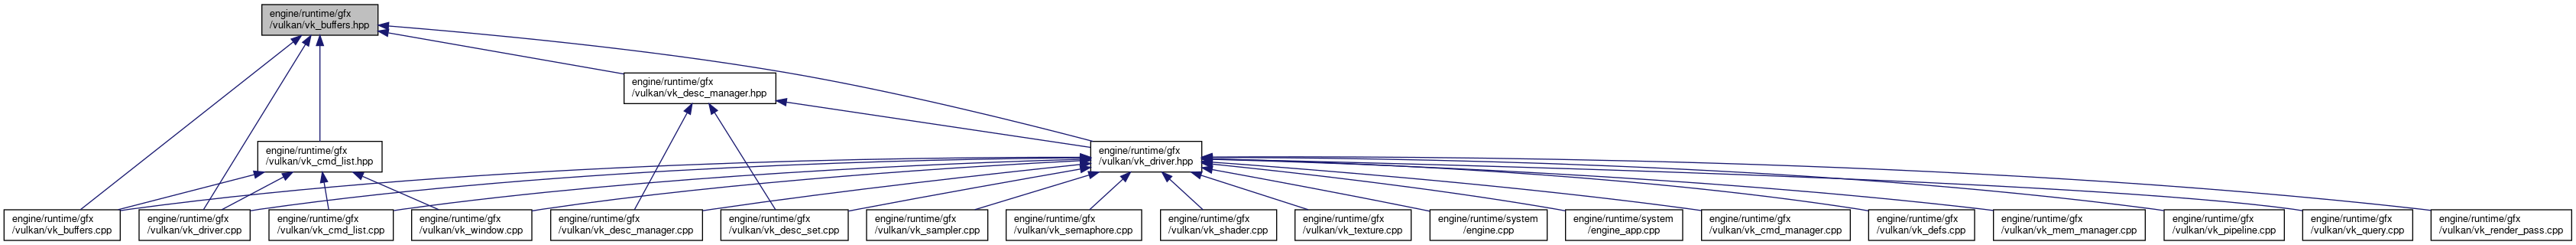 engine/runtime/gfx
/vulkan/vk_buffers.hpp
engine/runtime/gfx
/vulkan/vk_desc_manager.hpp
engine/runtime/gfx
/vulkan/vk_cmd_list.hpp
engine/runtime/gfx
/vulkan/vk_driver.hpp
engine/runtime/gfx
/vulkan/vk_buffers.cpp
engine/runtime/gfx
/vulkan/vk_driver.cpp
engine/runtime/gfx
/vulkan/vk_cmd_list.cpp
engine/runtime/gfx
/vulkan/vk_window.cpp
engine/runtime/gfx
/vulkan/vk_desc_manager.cpp
engine/runtime/gfx
/vulkan/vk_desc_set.cpp
engine/runtime/gfx
/vulkan/vk_sampler.cpp
engine/runtime/gfx
/vulkan/vk_semaphore.cpp
engine/runtime/gfx
/vulkan/vk_shader.cpp
engine/runtime/gfx
/vulkan/vk_texture.cpp
engine/runtime/system
/engine.cpp
engine/runtime/system
/engine_app.cpp
engine/runtime/gfx
/vulkan/vk_cmd_manager.cpp
engine/runtime/gfx
/vulkan/vk_defs.cpp
engine/runtime/gfx
/vulkan/vk_mem_manager.cpp
engine/runtime/gfx
/vulkan/vk_pipeline.cpp
engine/runtime/gfx
/vulkan/vk_query.cpp
engine/runtime/gfx
/vulkan/vk_render_pass.cpp